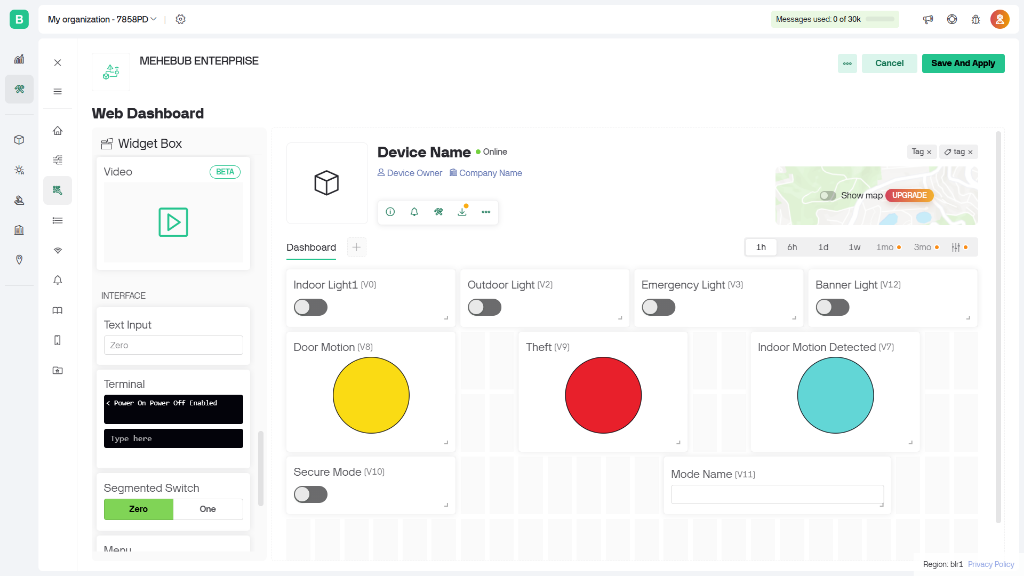 B
My organization - 7858PD
Messages used: 0 of 30k
MEHEBUB ENTERPRISE
Cancel
Save And Apply
Web Dashboard
Widget Box
Video
BETA
INTERFACE
Text Input
Zero
Terminal
< Power On Power Off Enabled
Type here
Segmented Switch
Zero
One
Menu
Device Name
Online
Tag ×
tag ×
Device Owner
Company Name
Show map
UPGRADE
Dashboard
1h
6h
1d
1w
1mo
3mo
Indoor Light1 (V0)
Outdoor Light (V2)
Emergency Light (V3)
Banner Light (V12)
Door Motion (V8)
Theft (V9)
Indoor Motion Detected (V7)
Secure Mode (V10)
Mode Name (V11)
Region: blr1 Privacy Policy